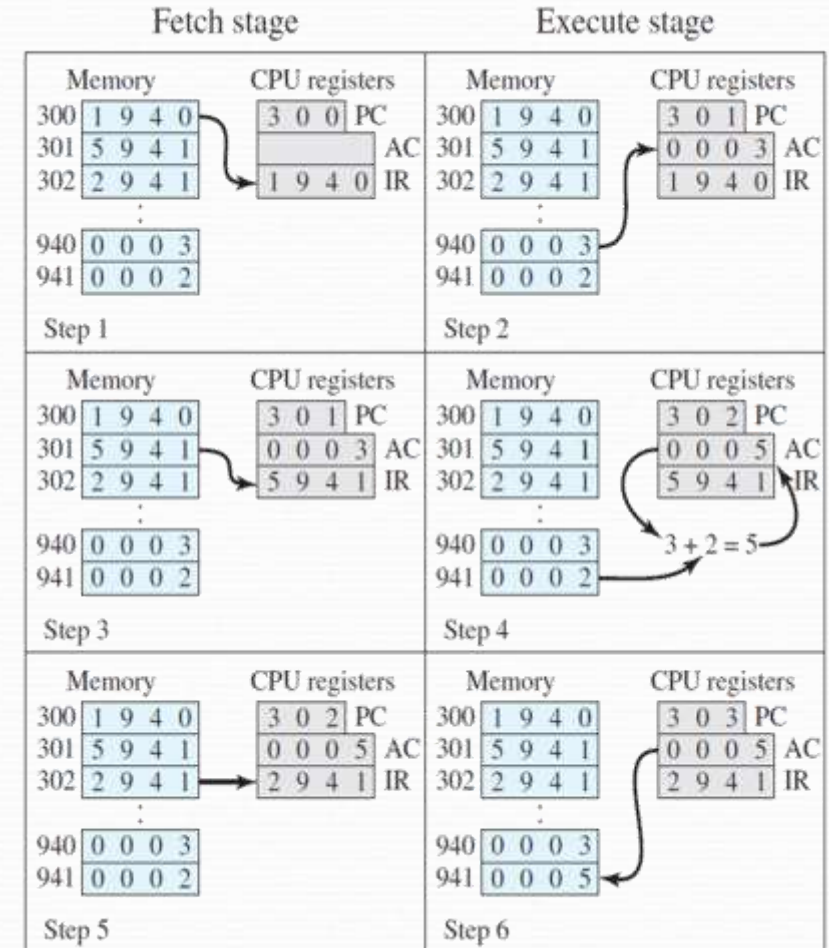 Fetch stage Execute stage
Memory CPU registers
300 1 9 4 0 3 0 0 PC
301 5 9 4 1 AC
302 2 9 4 1 1 9 4 0 IR
940 0 0 0 3
941 0 0 0 2
Step 1
Memory CPU registers
300 1 9 4 0 3 0 1 PC
301 5 9 4 1 0 0 0 3 AC
302 2 9 4 1 1 9 4 0 IR
940 0 0 0 3
941 0 0 0 2
Step 2
Memory CPU registers
300 1 9 4 0 3 0 1 PC
301 5 9 4 1 0 0 0 3 AC
302 2 9 4 1 5 9 4 1 IR
940 0 0 0 3
941 0 0 0 2
Step 3
Memory CPU registers
300 1 9 4 0 3 0 2 PC
301 5 9 4 1 0 0 0 5 AC
302 2 9 4 1 5 9 4 1 IR
940 0 0 0 3 3 + 2 = 5
941 0 0 0 2
Step 4
Memory CPU registers
300 1 9 4 0 3 0 2 PC
301 5 9 4 1 0 0 0 5 AC
302 2 9 4 1 2 9 4 1 IR
940 0 0 0 3
941 0 0 0 2
Step 5
Memory CPU registers
300 1 9 4 0 3 0 3 PC
301 5 9 4 1 0 0 0 5 AC
302 2 9 4 1 2 9 4 1 IR
940 0 0 0 3
941 0 0 0 5
Step 6